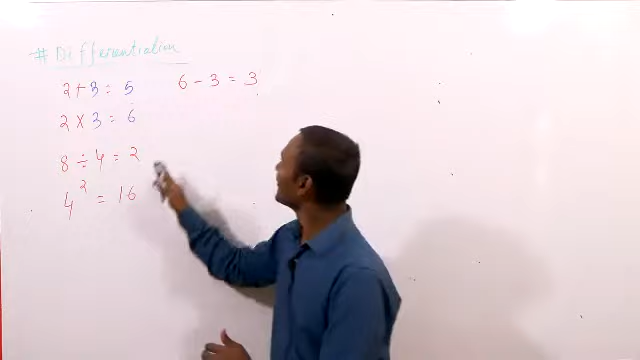 # Differentiation
2 + 3 = 5    6 - 3 = 3
2 x 3 = 6
8 ÷ 4 = 2
4² = 16